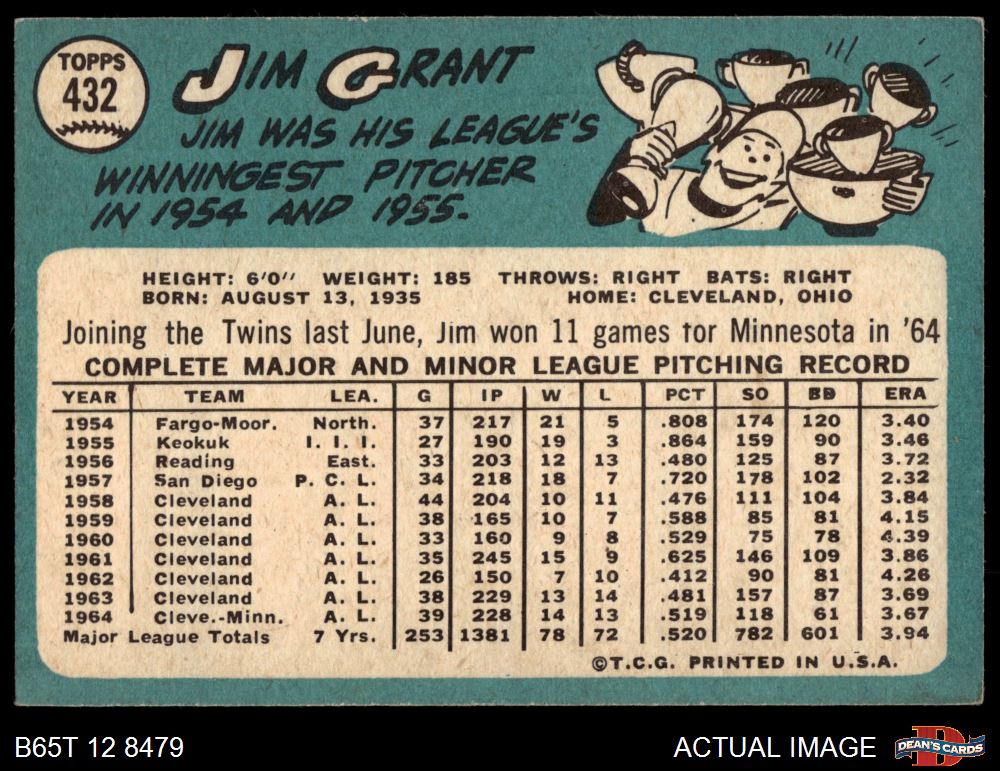 TOPPS
432
JIM GRANT
JIM WAS HIS LEAGUE'S
WINNINGEST PITCHER
IN 1954 AND 1955.
HEIGHT: 6'0" WEIGHT: 185 THROWS: RIGHT BATS: RIGHT
BORN: AUGUST 13, 1935 HOME: CLEVELAND, OHIO
Joining the Twins last June, Jim won 11 games for Minnesota in '64
COMPLETE MAJOR AND MINOR LEAGUE PITCHING RECORD
YEAR TEAM LEA. G IP W L PCT SO BB ERA
1954 Fargo-Moor. North. 37 217 21 5 .808 174 120 3.40
1955 Keokuk I. I. I. 27 190 19 3 .864 159 90 3.46
1956 Reading East. 33 203 12 13 .480 125 87 3.72
1957 San Diego P. C. L. 34 218 18 7 .720 178 102 2.32
1958 Cleveland A. L. 44 204 10 11 .476 111 104 3.84
1959 Cleveland A. L. 38 165 10 7 .588 85 81 4.15
1960 Cleveland A. L. 33 160 9 8 .529 75 78 4.39
1961 Cleveland A. L. 35 245 15 9 .625 146 109 3.86
1962 Cleveland A. L. 26 150 7 10 .412 90 81 4.26
1963 Cleveland A. L. 38 229 13 14 .481 157 87 3.69
1964 Cleve.-Minn. A. L. 39 228 14 13 .519 118 61 3.67
Major League Totals 7 Yrs. 253 1381 78 72 .520 782 601 3.94
©T.C.G. PRINTED IN U.S.A.
B65T 12 8479 ACTUAL IMAGE DEAN'S CARDS